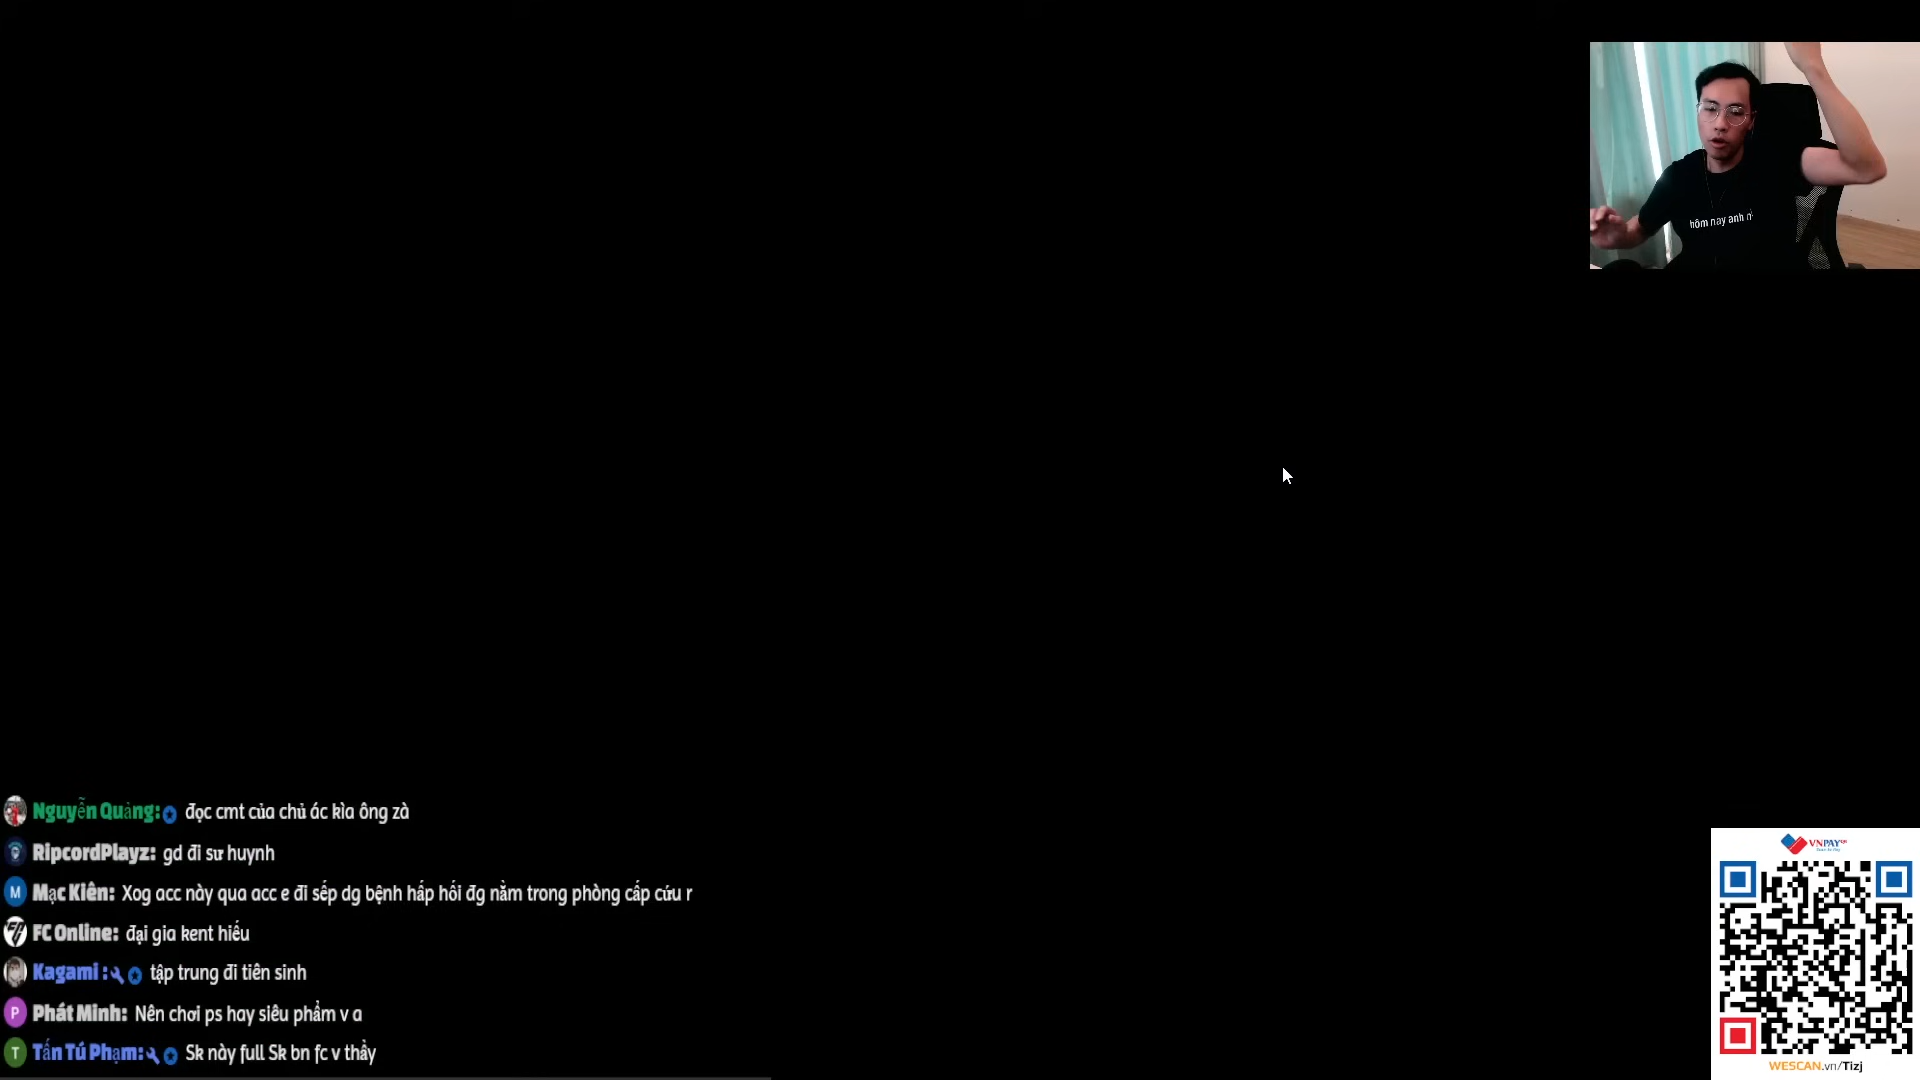 hôm nay anh
Nguyễn Quảng: đọc cmt của chủ ác kìa ông zà
RipcordPlayz: gd đi sư huynh
M Mạc Kiên: Xog acc này qua acc e đi sếp dg bệnh hấp hối đg nằm trong phòng cấp cứu r
FC Online: đại gia kent hiếu
Kagami : tập trung đi tiên sinh
P Phát Minh: Nên chơi ps hay siêu phẩm v a
T Tấn Tú Phạm: Sk này full Sk bn fc v thầy
VNPAY
WESCAN.vn/Tizj